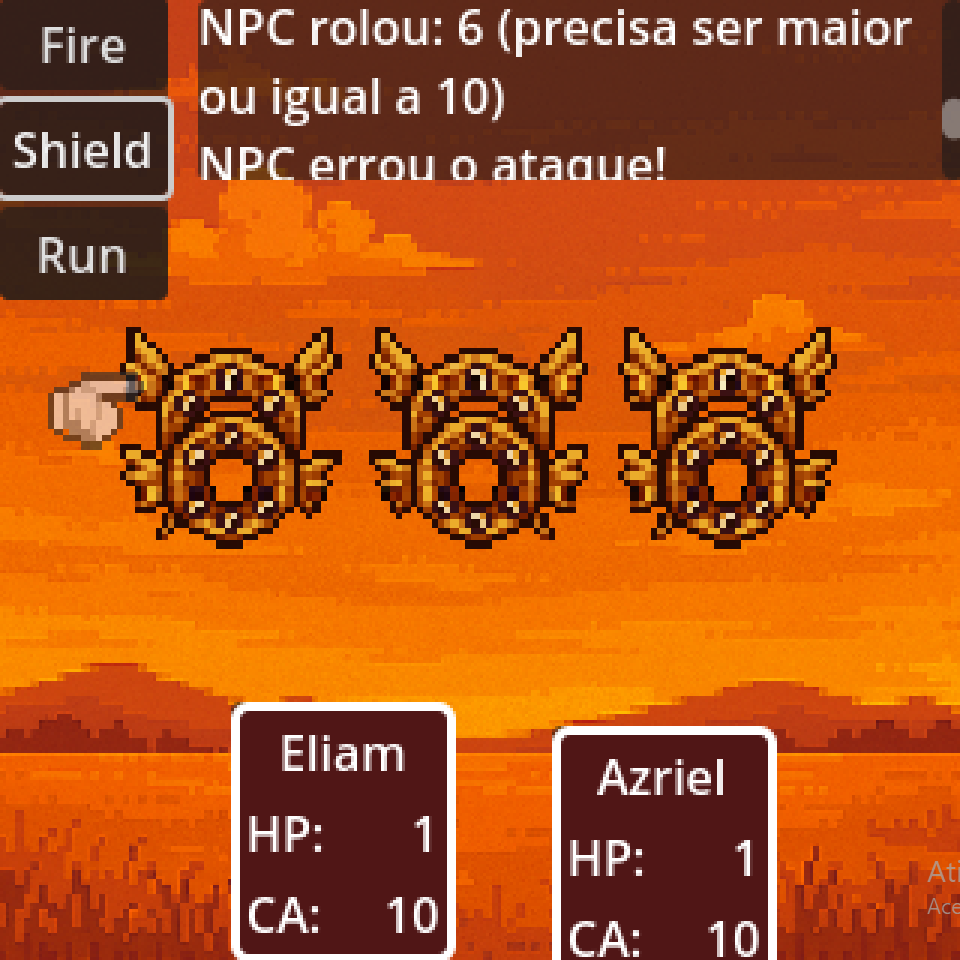 Fire
Shield
Run
NPC rolou: 6 (precisa ser maior
ou igual a 10)
NPC errou o ataque!
Eliam
HP: 1
CA: 10
Azriel
HP: 1
CA: 10